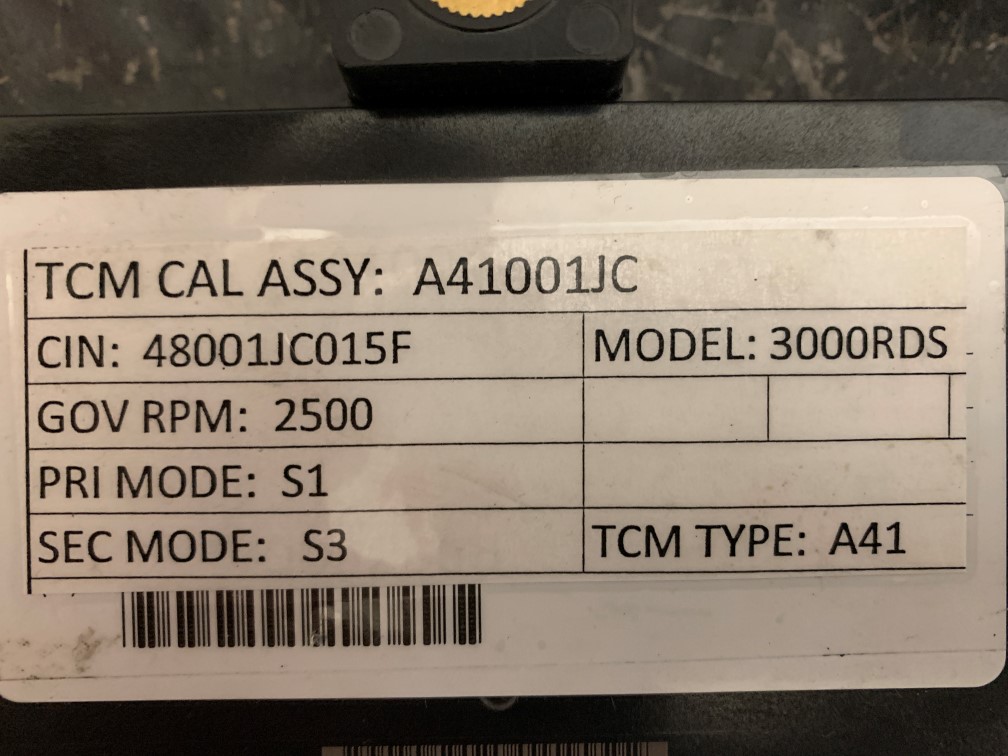 TCM CAL ASSY: A41001JC
CIN: 48001JC015F MODEL: 3000RDS
GOV RPM: 2500
PRI MODE: S1
SEC MODE: S3 TCM TYPE: A41